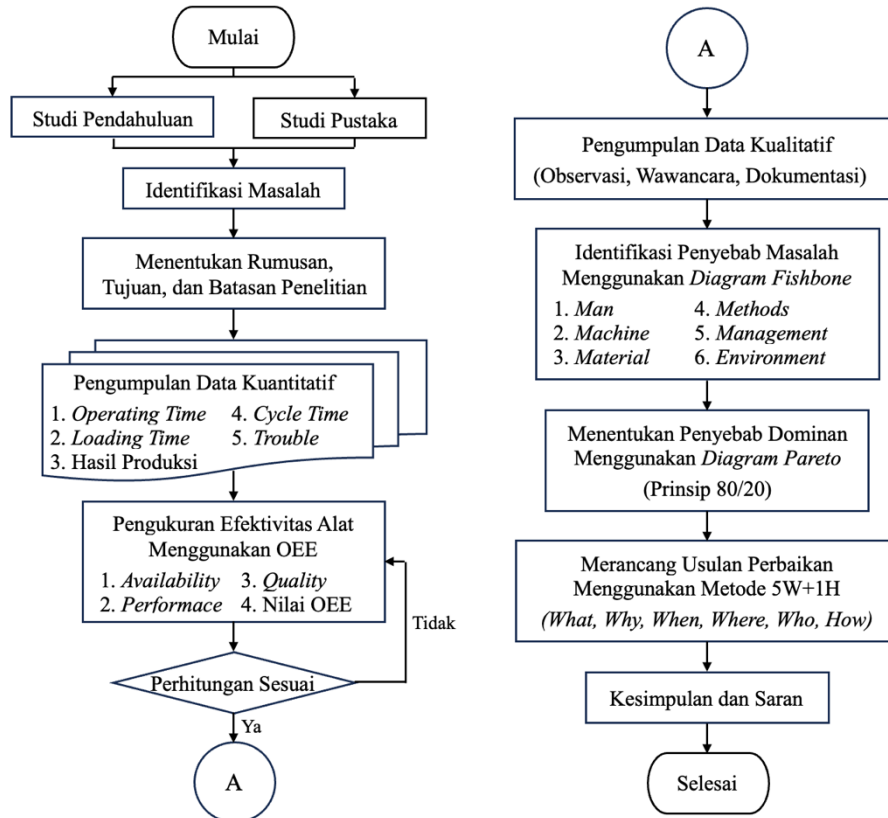 Mulai
Studi Pendahuluan
Studi Pustaka
Identifikasi Masalah
Menentukan Rumusan,
Tujuan, dan Batasan Penelitian
Pengumpulan Data Kuantitatif
1. Operating Time 4. Cycle Time
2. Loading Time 5. Trouble
3. Hasil Produksi
Pengukuran Efektivitas Alat
Menggunakan OEE
1. Availability 3. Quality
2. Performace 4. Nilai OEE
Tidak
Perhitungan Sesuai
Ya
A
A
Pengumpulan Data Kualitatif
(Observasi, Wawancara, Dokumentasi)
Identifikasi Penyebab Masalah
Menggunakan Diagram Fishbone
1. Man 4. Methods
2. Machine 5. Management
3. Material 6. Environment
Menentukan Penyebab Dominan
Menggunakan Diagram Pareto
(Prinsip 80/20)
Merancang Usulan Perbaikan
Menggunakan Metode 5W+1H
(What, Why, When, Where, Who, How)
Kesimpulan dan Saran
Selesai